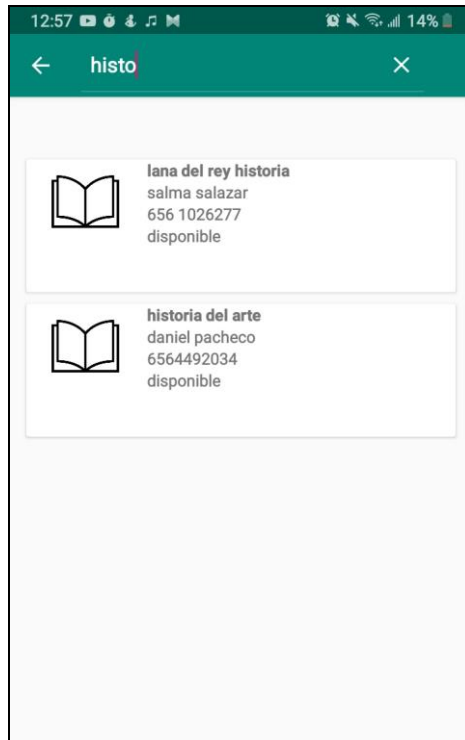 12:57
14%
histo
lana del rey historia
salma salazar
656 1026277
disponible
historia del arte
daniel pacheco
6564492034
disponible